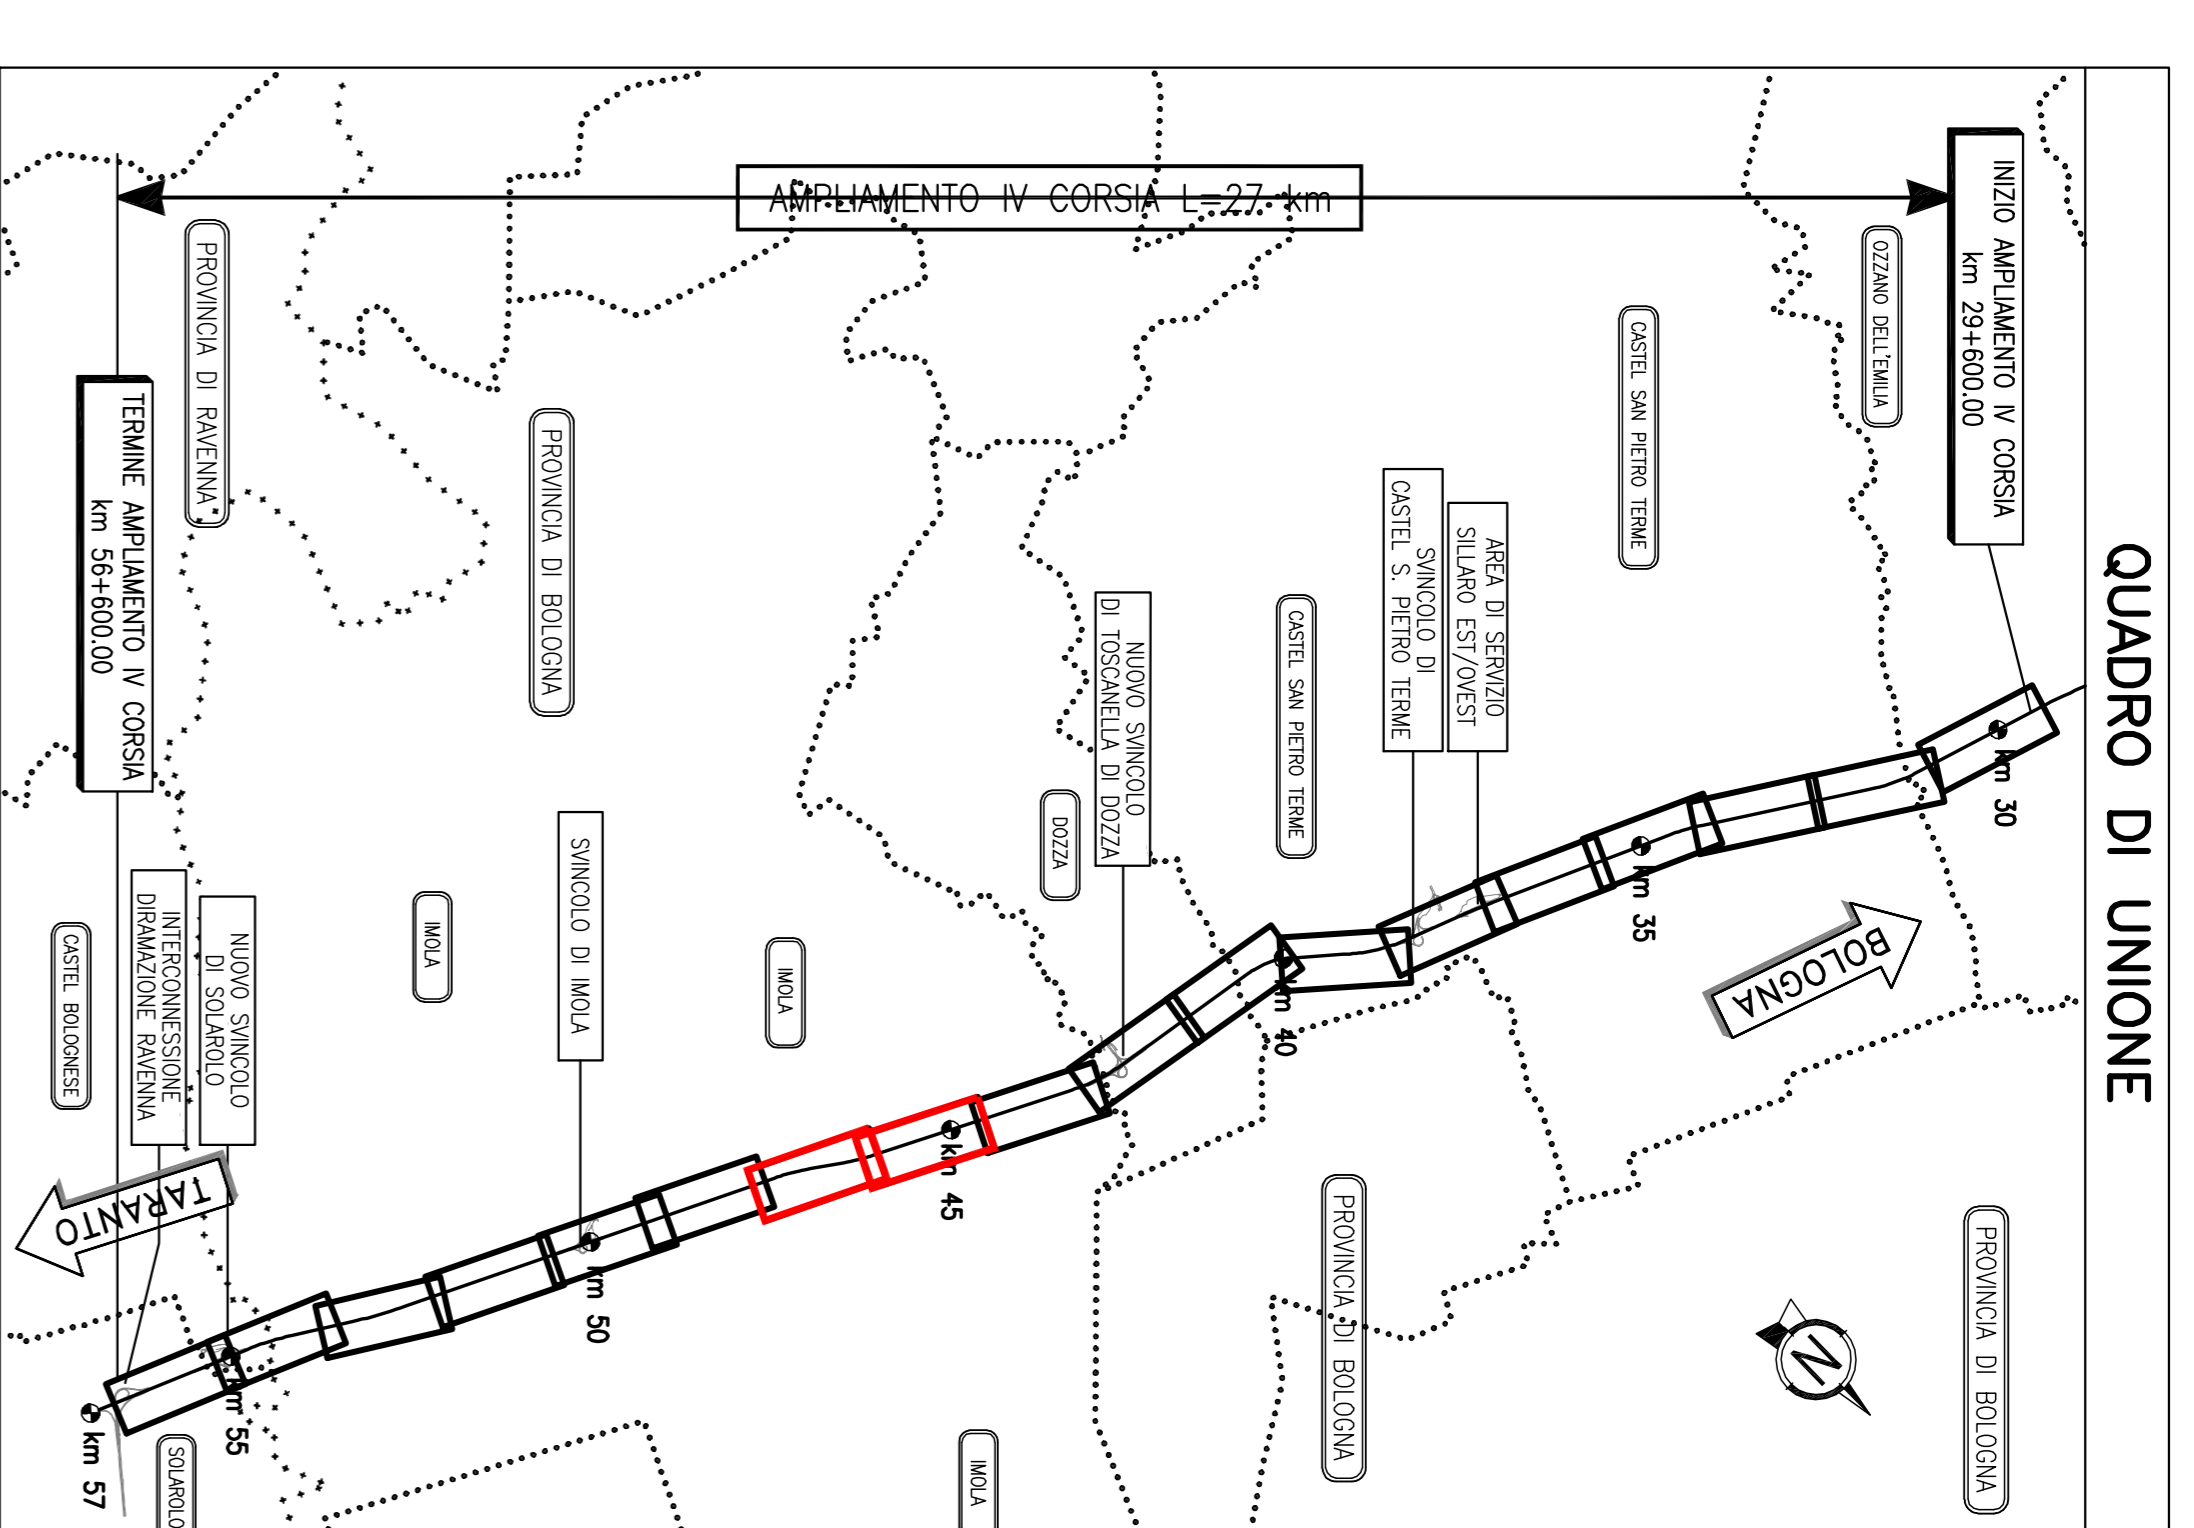 QUADRO DI UNIONE
INIZIO AMPLIAMENTO IV CORSIA
km 29+600.00
AMPLIAMENTO IV CORSIA L=27 km
TERMINE AMPLIAMENTO IV CORSIA
km 56+600.00
OZZANO DELL'EMILIA
CASTEL SAN PIETRO TERME
PROVINCIA DI BOLOGNA
PROVINCIA DI RAVENNA
AREA DI SERVIZIO
SILLARO EST/OVEST
SVINCOLO DI
CASTEL S. PIETRO TERME
CASTEL SAN PIETRO TERME
NUOVO SVINCOLO
DI TOSCANELLA DI DOZZA
DOZZA
IMOLA
SVINCOLO DI IMOLA
IMOLA
NUOVO SVINCOLO
DI SOLAROLO
INTERCONNESSIONE
DIRAMAZIONE RAVENNA
CASTEL BOLOGNESE
km 30
km 35
km 40
km 45
km 50
km 55
km 57
BOLOGNA
TARANTO
PROVINCIA DI BOLOGNA
PROVINCIA DI BOLOGNA
N
IMOLA
SOLAROLO